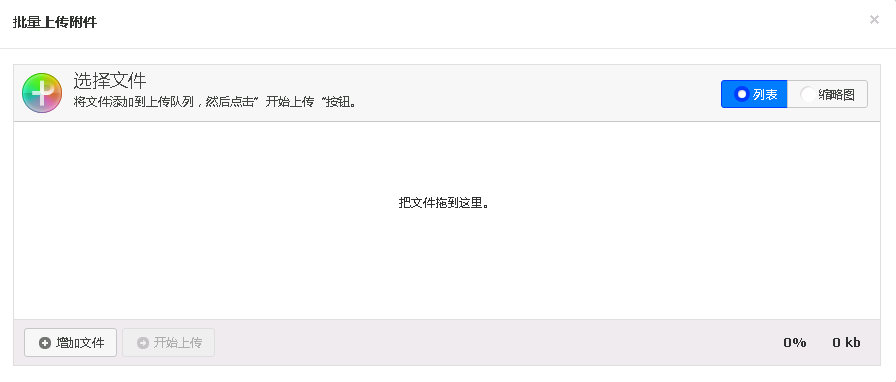 批量上传附件
×
选择文件
将文件添加到上传队列，然后点击”开始上传“按钮。
列表
缩略图
把文件拖到这里。
增加文件
开始上传
0%
0 kb